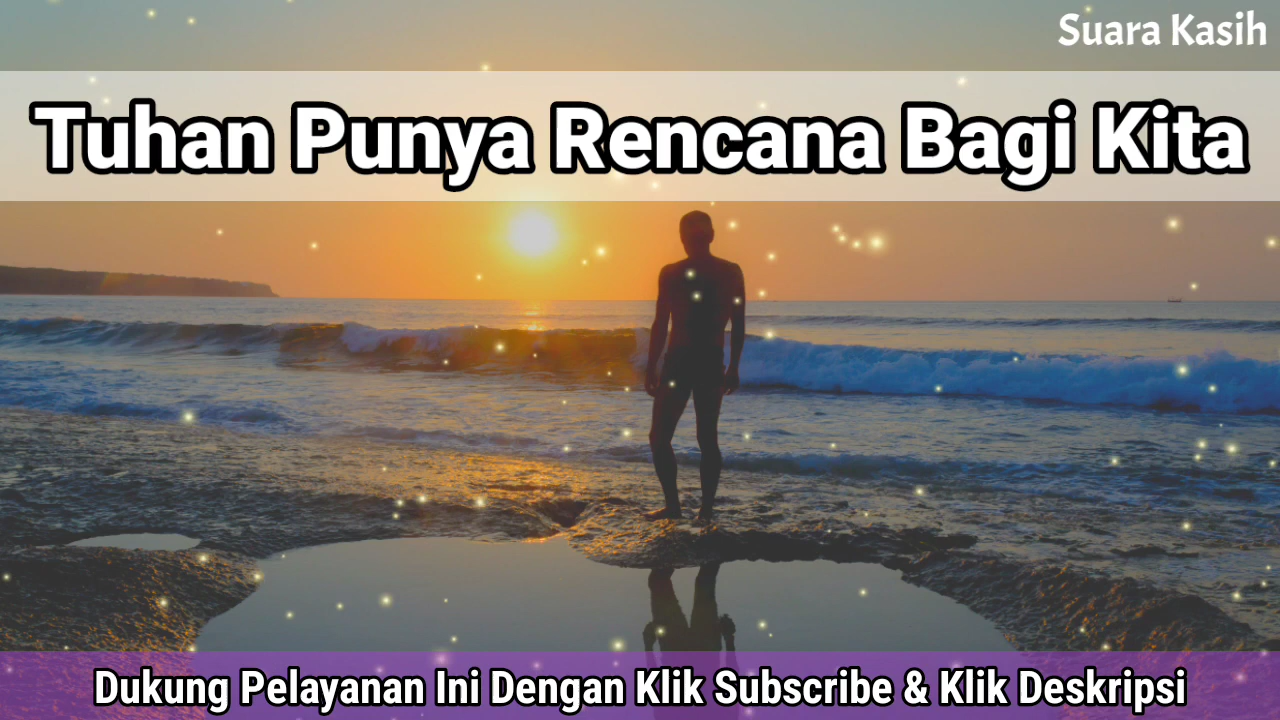 Suara Kasih
Tuhan Punya Rencana Bagi Kita
Dukung Pelayanan Ini Dengan Klik Subscribe & Klik Deskripsi